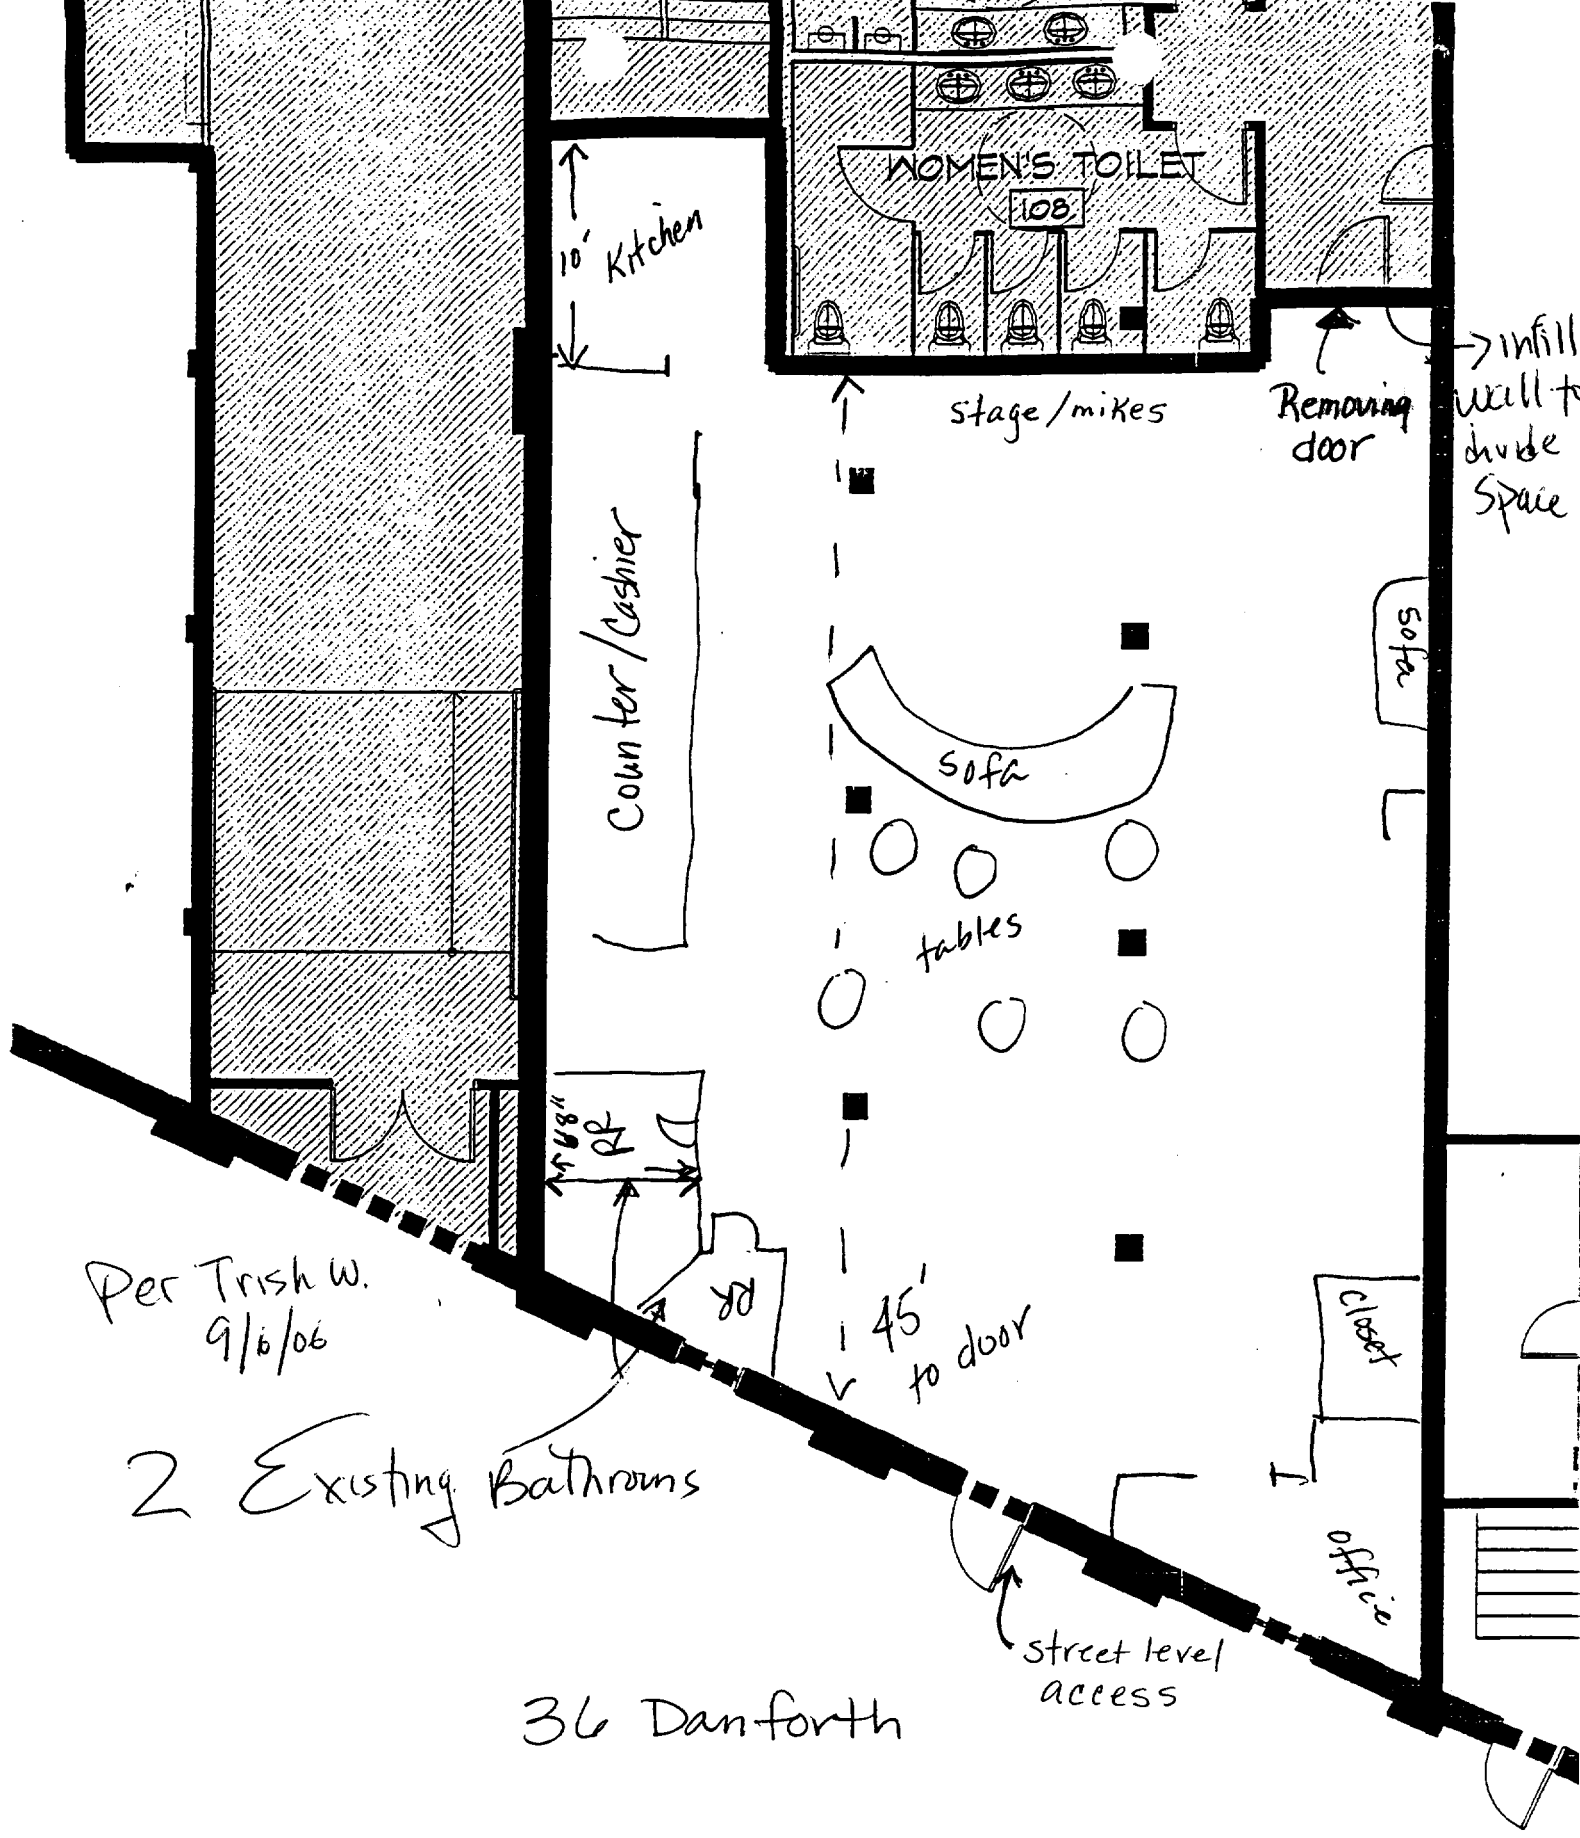 WOMEN'S TOILET
108
10' Kitchen
stage/mikes
Removing
door
infill
wall to
divide
Space
Counter/Cashier
Sofa
Sofa
tables
RR
RR
45'
to door
Closet
office
Per Trish W.
9/6/06
2 Existing Bathrooms
street level
access
36 Danforth